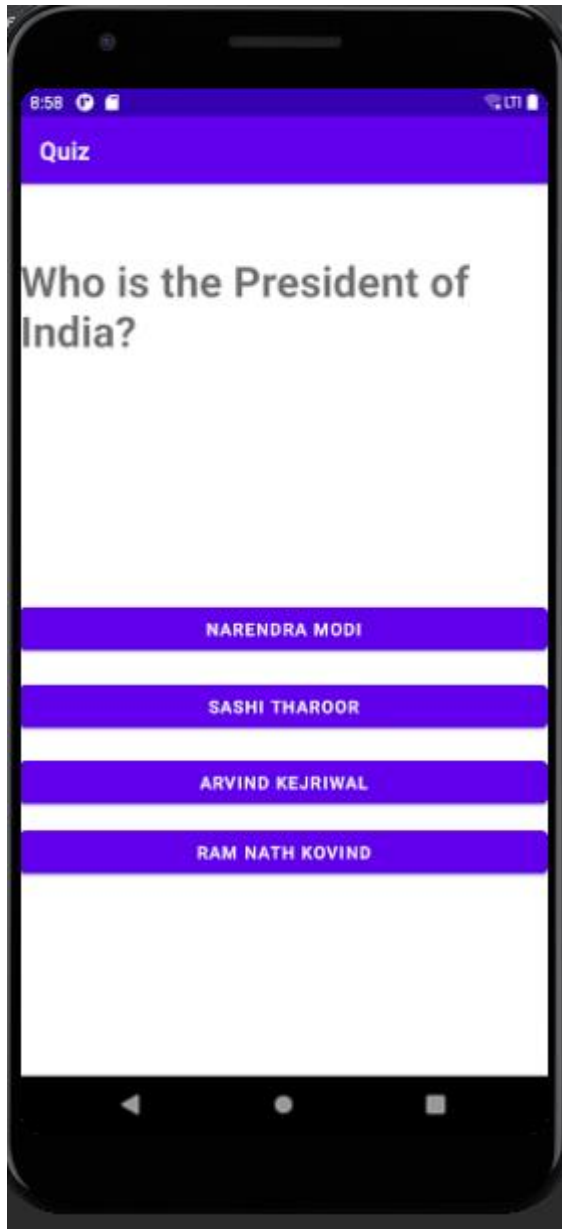 8:58
Quiz
Who is the President of
India?
NARENDRA MODI
SASHI THAROOR
ARVIND KEJRIWAL
RAM NATH KOVIND